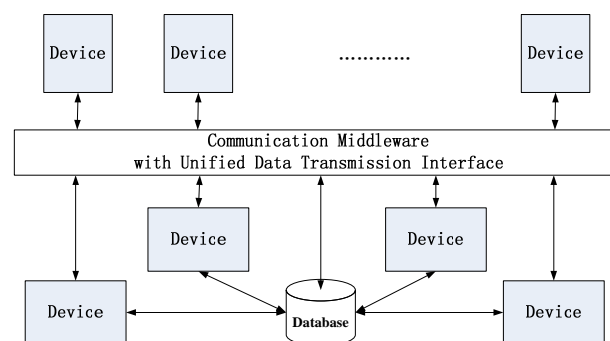 Device Device ………… Device
Communication Middleware
with Unified Data Transmission Interface
Device Device
Device Database Device